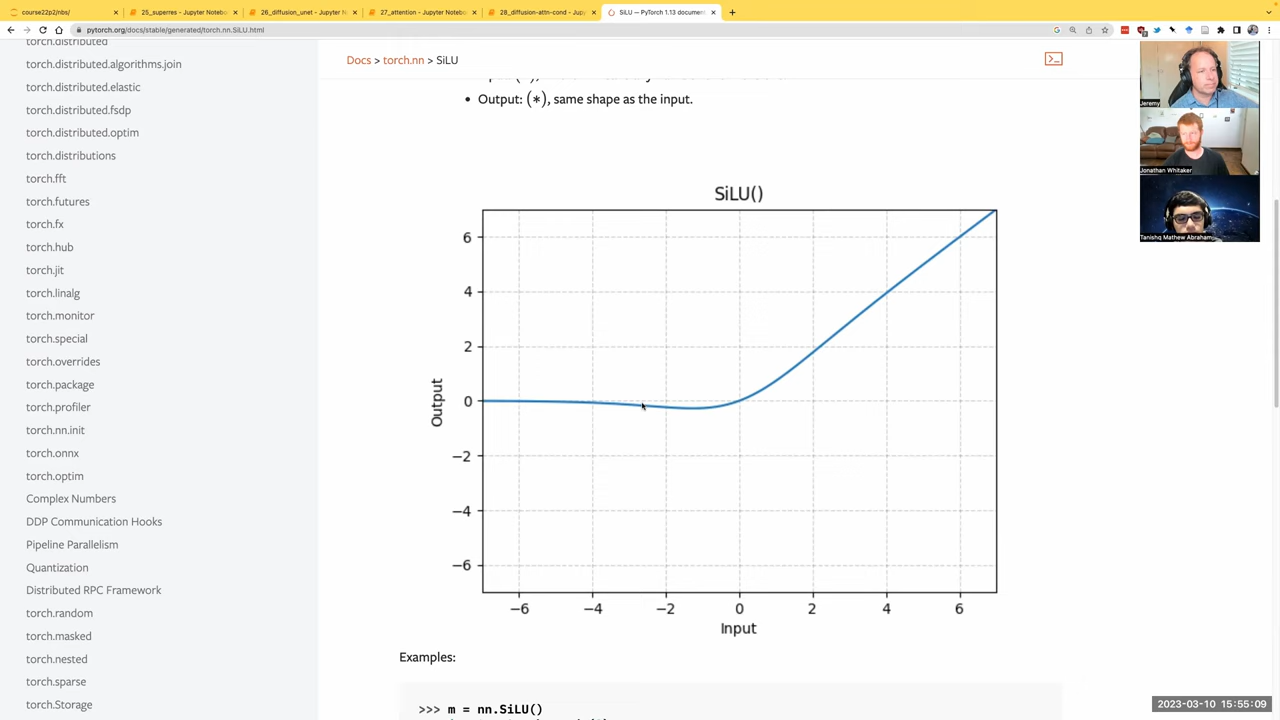 course22p2/nbs/
25_superres - Jupyter Notebo
26_diffusion_unet - Jupyter N
27_attention - Jupyter Notebo
28_diffusion-attn-cond - Jup
SiLU — PyTorch 1.13 documen
pytorch.org/docs/stable/generated/torch.nn.SiLU.html
torch.distributed
torch.distributed.algorithms.join
torch.distributed.elastic
torch.distributed.fsdp
torch.distributed.optim
torch.distributions
torch.fft
torch.futures
torch.fx
torch.hub
torch.jit
torch.linalg
torch.monitor
torch.special
torch.overrides
torch.package
torch.profiler
torch.nn.init
torch.onnx
torch.optim
Complex Numbers
DDP Communication Hooks
Pipeline Parallelism
Quantization
Distributed RPC Framework
torch.random
torch.masked
torch.nested
torch.sparse
torch.Storage
Docs > torch.nn > SiLU
• Output: (∗), same shape as the input.
SiLU()
6
4
2
0
−2
−4
−6
Output
−6 −4 −2 0 2 4 6
Input
Examples:
>>> m = nn.SiLU()
Jeremy
Jonathan Whitaker
Tanishq Mathew Abraham
2023-03-10 15:55:09